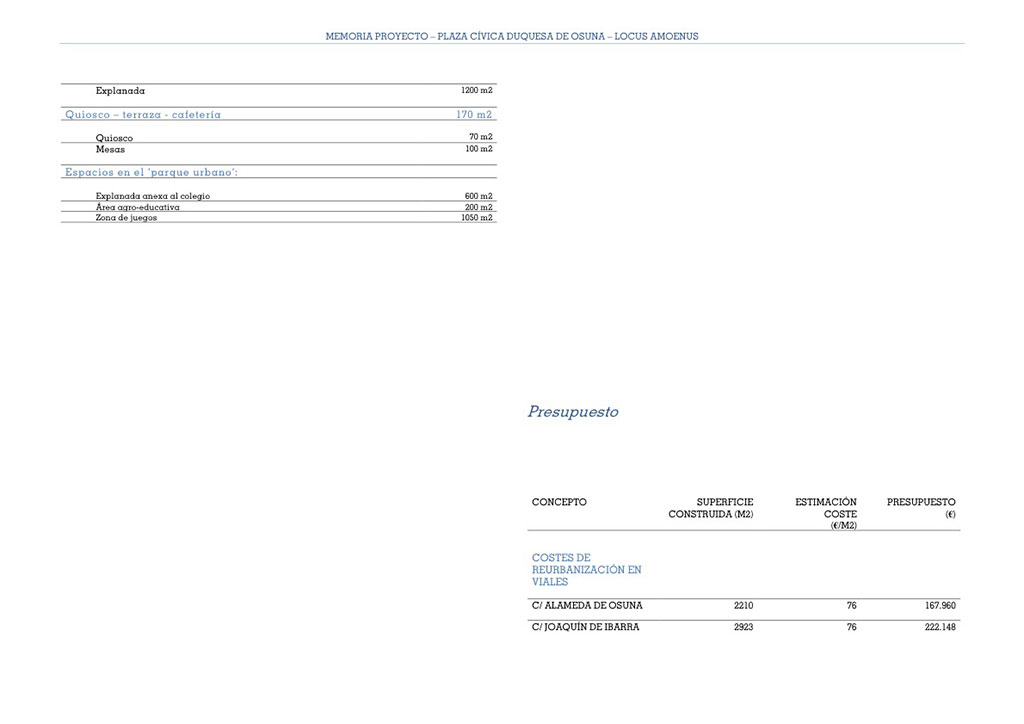 MEMORIA PROYECTO – PLAZA CÍVICA DUQUESA DE OSUNA – LOCUS AMOENUS
Explanada 1200 m2
Quiosco – terraza - cafetería 170 m2
Quiosco 70 m2
Mesas 100 m2
Espacios en el 'parque urbano':
Explanada anexa al colegio 600 m2
Área agro-educativa 200 m2
Zona de juegos 1050 m2
Presupuesto
CONCEPTO SUPERFICIE ESTIMACIÓN PRESUPUESTO
CONSTRUIDA (M2) COSTE (€)
(€/M2)
COSTES DE
REURBANIZACIÓN EN
VIALES
C/ ALAMEDA DE OSUNA 2210 76 167.960
C/ JOAQUÍN DE IBARRA 2923 76 222.148